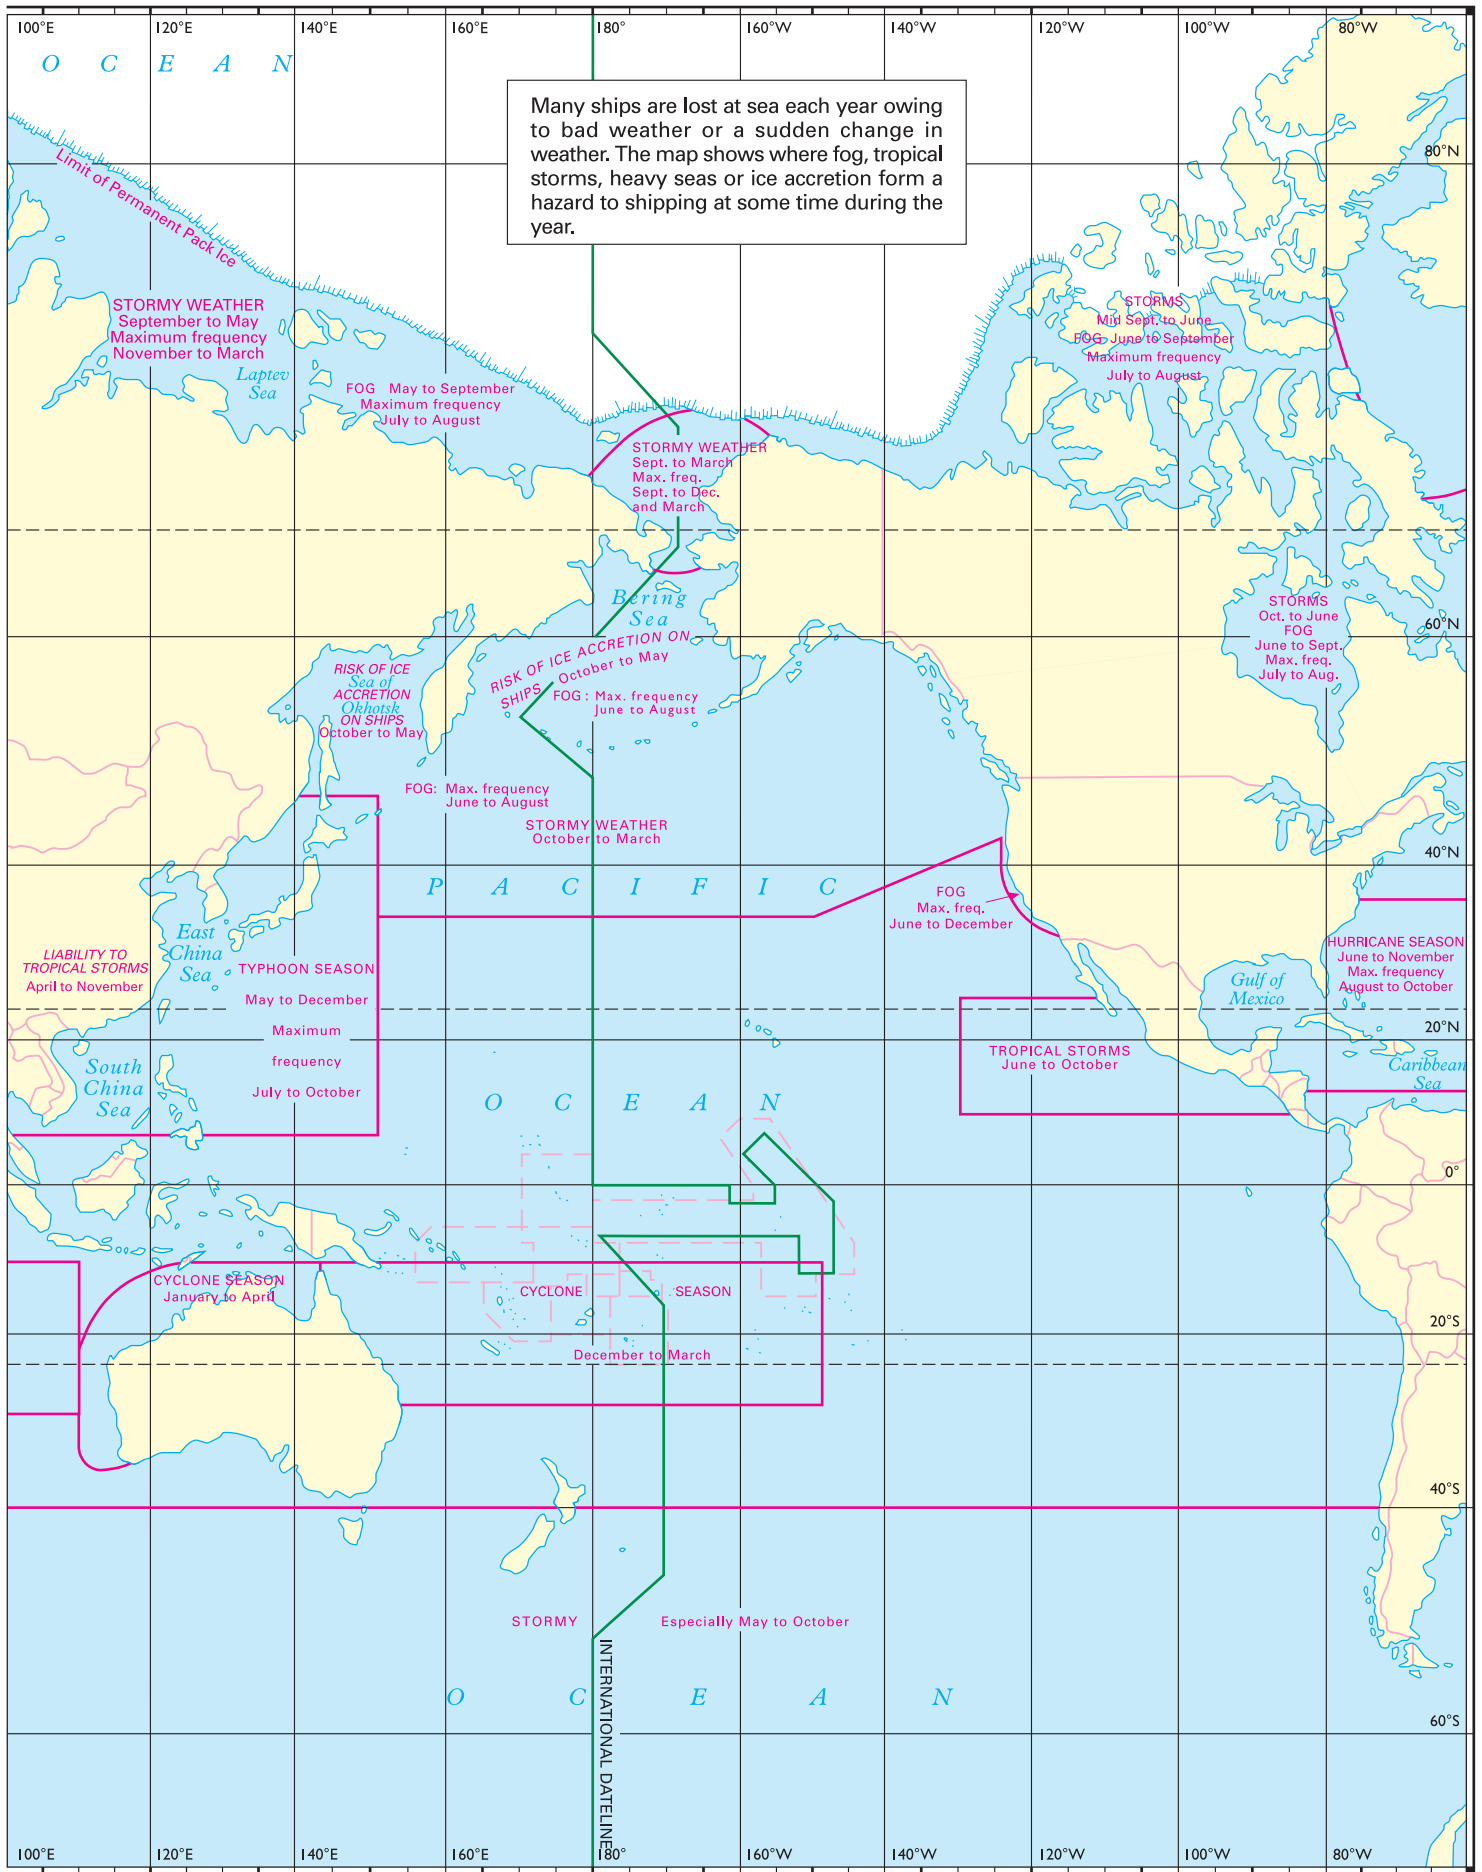 100°E 120°E 140°E 160°E 180° 160°W 140°W 120°W 100°W 80°W
O C E A N
Many ships are lost at sea each year owing
to bad weather or a sudden change in
weather. The map shows where fog, tropical
storms, heavy seas or ice accretion form a
hazard to shipping at some time during the
year.
80°N
Limit of Permanent Pack Ice
STORMY WEATHER
September to May
Maximum frequency
November to March
Laptev
Sea
FOG May to September
Maximum frequency
July to August
STORMS
Mid Sept. to June
FOG June to September
Maximum frequency
July to August
STORMY WEATHER
Sept. to March
Max. freq.
Sept. to Dec.
and March
Bering
Sea
STORMS
Oct. to June
FOG
June to Sept.
Max. freq.
July to Aug.
60°N
RISK OF ICE ACCRETION ON
SHIPS October to May
FOG : Max. frequency
June to August
RISK OF ICE
Sea of
ACCRETION
Okhotsk
ON SHIPS
October to May
FOG: Max. frequency
June to August
STORMY WEATHER
October to March
40°N
P A C I F I C
FOG
Max. freq.
June to December
East
China
Sea
LIABILITY TO
TROPICAL STORMS
April to November
TYPHOON SEASON
May to December
Maximum
frequency
July to October
HURRICANE SEASON
June to November
Max. frequency
August to October
Gulf of
Mexico
20°N
South
China
Sea
TROPICAL STORMS
June to October
Caribbean
Sea
O C E A N
0°
CYCLONE SEASON
January to April
CYCLONE SEASON
December to March
20°S
40°S
STORMY Especially May to October
INTERNATIONAL DATELINE
O C E A N
60°S
100°E 120°E 140°E 160°E 180° 160°W 140°W 120°W 100°W 80°W